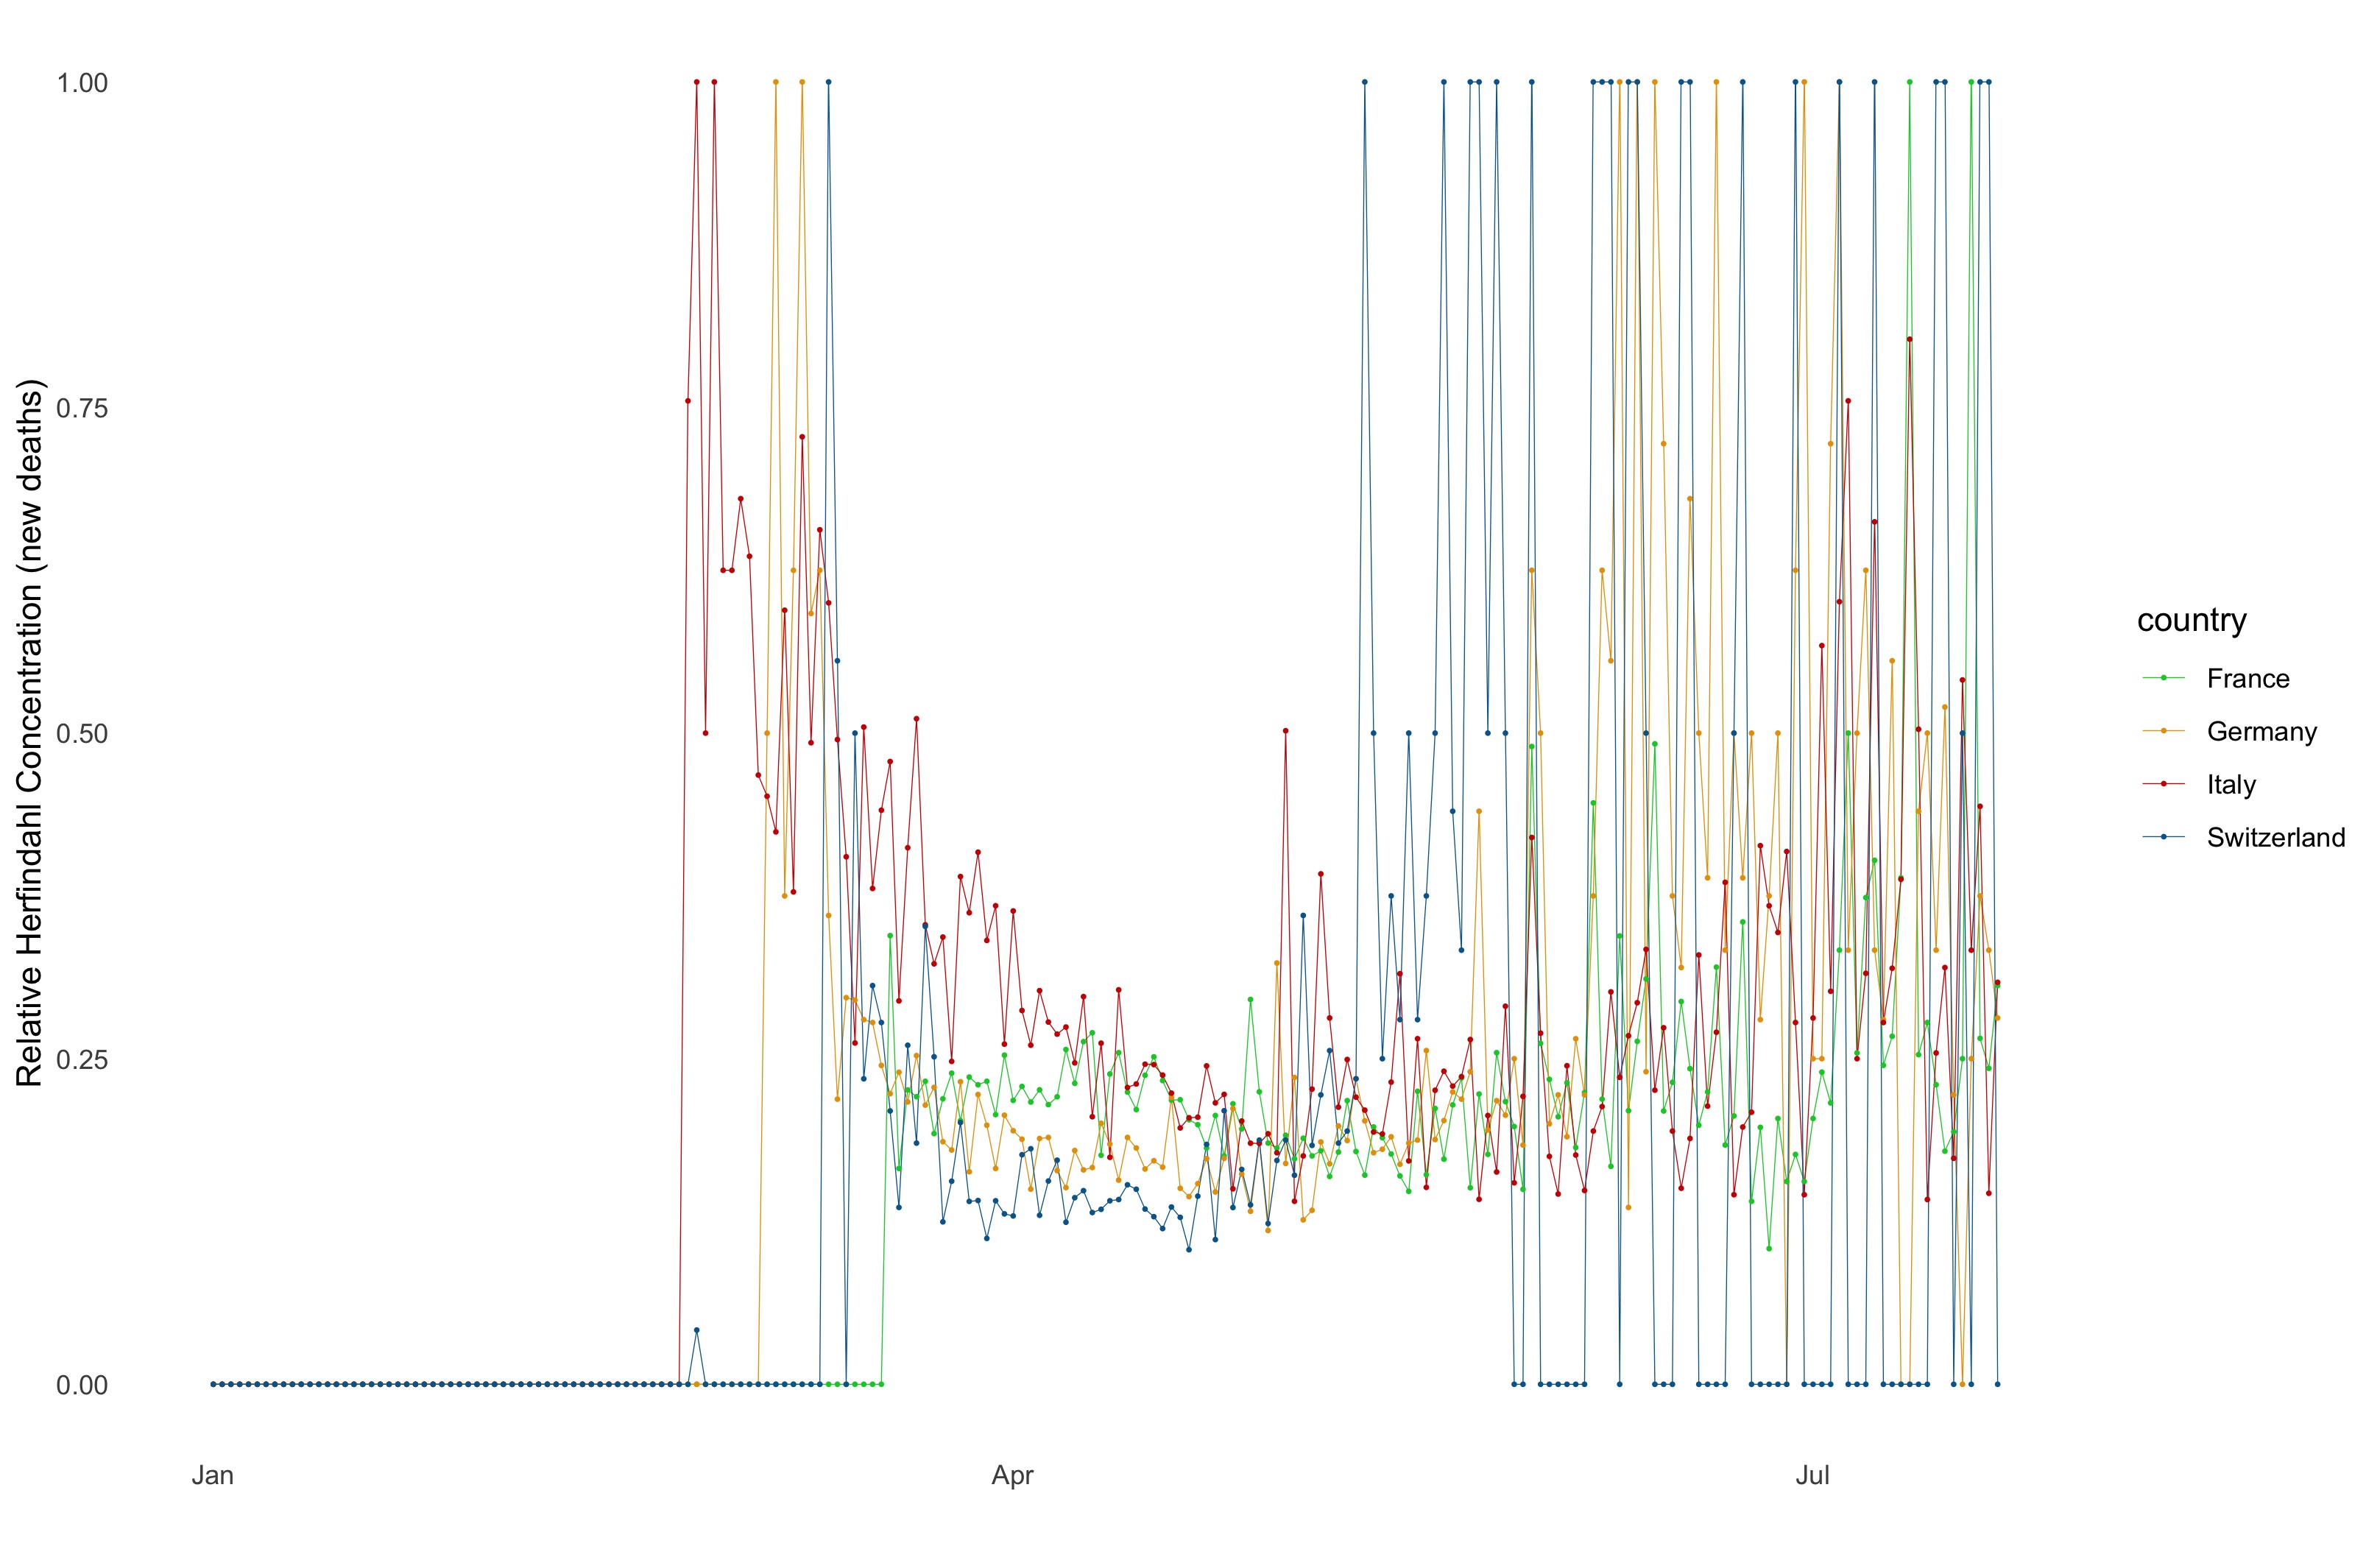 Relative Herfindahl Concentration (new deaths)
1.00
0.75
0.50
0.25
0.00
Jan
Apr
Jul
country
France
Germany
Italy
Switzerland